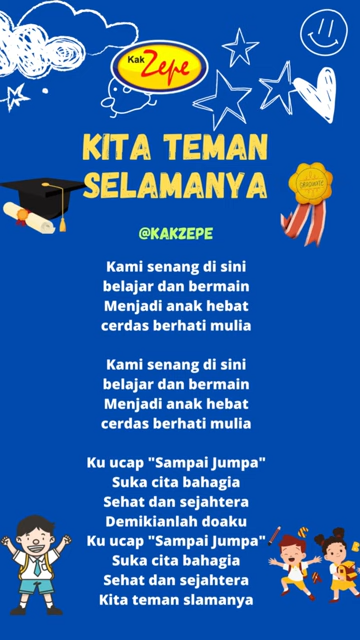 Kak
Zepe
KITA TEMAN
SELAMANYA
GRADUATE
@KAKZEPE
Kami senang di sini
belajar dan bermain
Menjadi anak hebat
cerdas berhati mulia
Kami senang di sini
belajar dan bermain
Menjadi anak hebat
cerdas berhati mulia
Ku ucap "Sampai Jumpa"
Suka cita bahagia
Sehat dan sejahtera
Demikianlah doaku
Ku ucap "Sampai Jumpa"
Suka cita bahagia
Sehat dan sejahtera
Kita teman slamanya